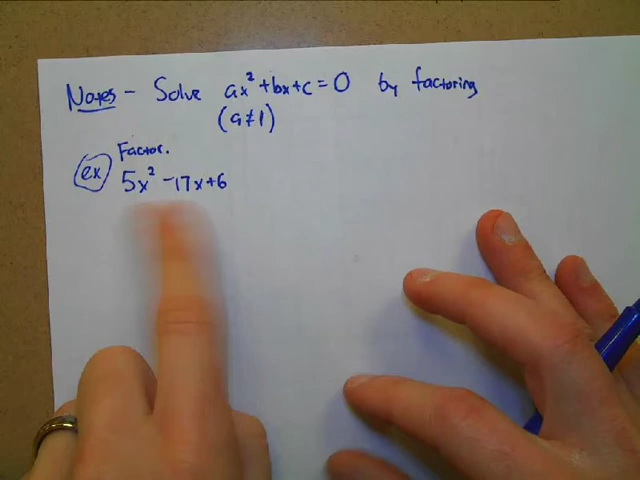 Notes - Solve ax² + bx + c = 0 by factoring
(a ≠ 1)
Factor.
ex 5x² - 17x + 6